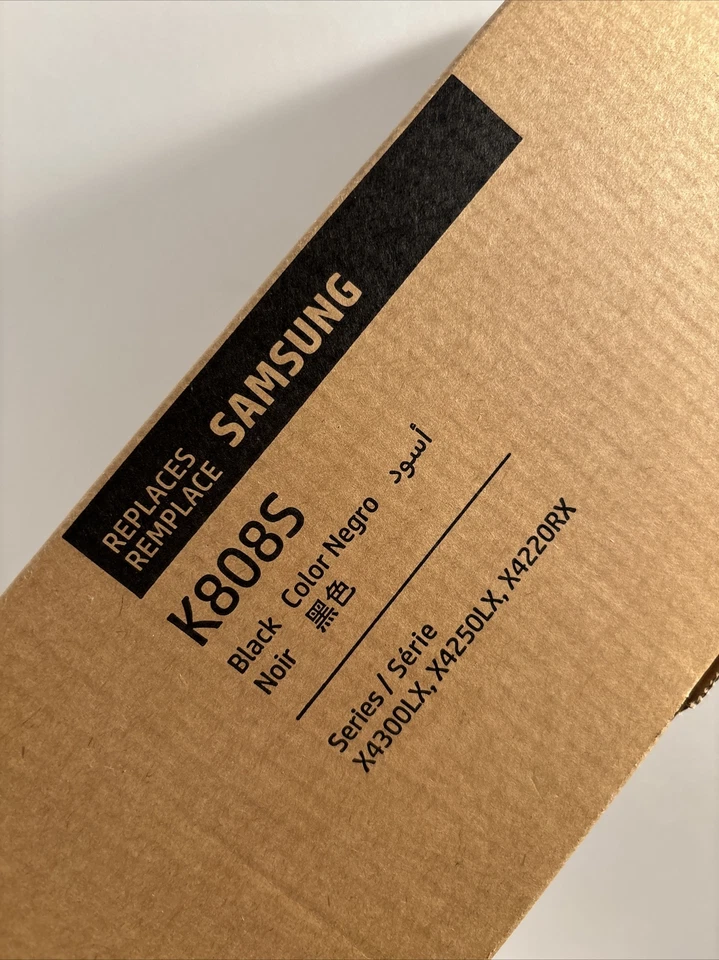 REPLACES
REMPLACE
SAMSUNG
K808S
Black Color Negro أسود
Noir 黑色
Series / Série
X4300LX, X4250LX, X4220RX